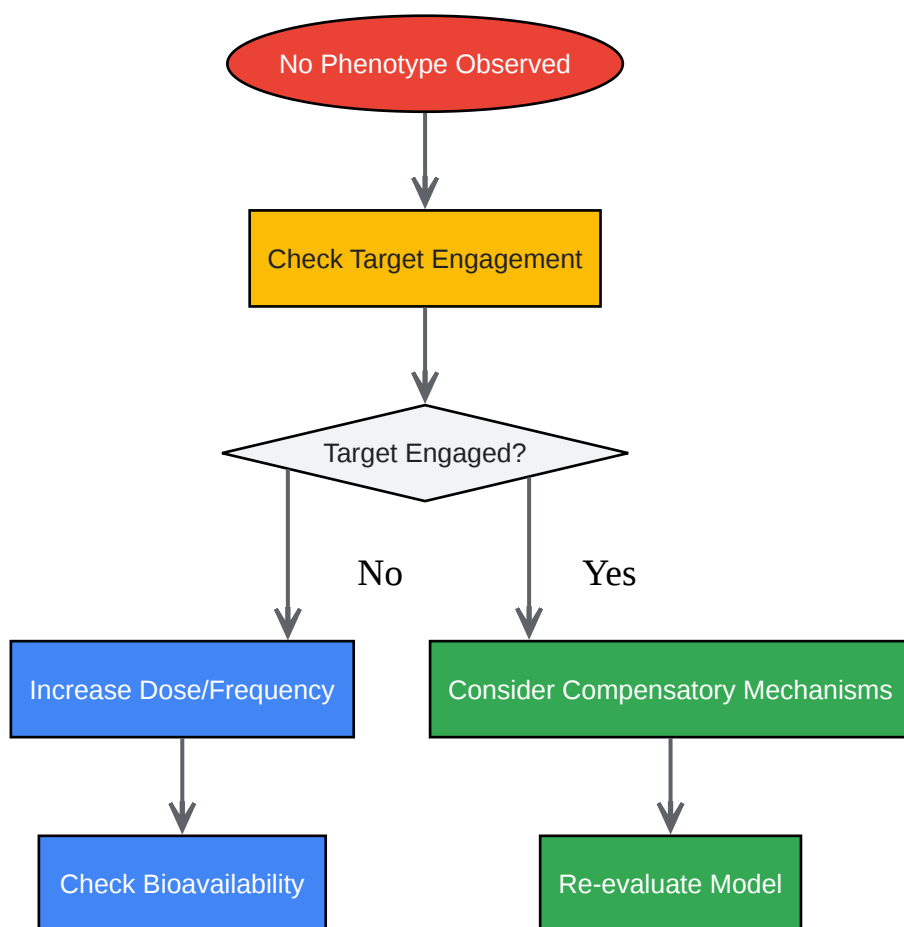 No Phenotype Observed
Check Target Engagement
Target Engaged?
No
Yes
Increase Dose/Frequency
Consider Compensatory Mechanisms
Check Bioavailability
Re-evaluate Model